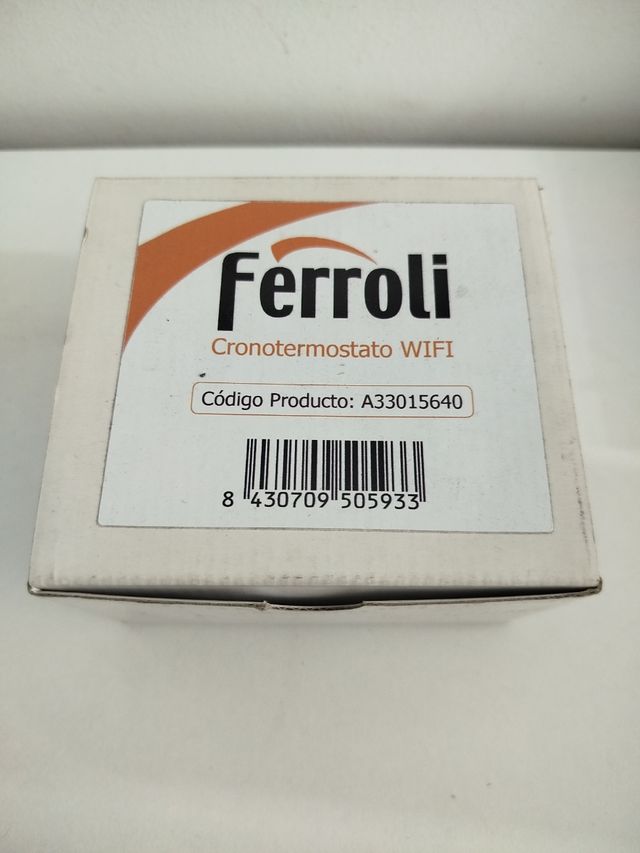 Ferroli
Cronotermostato WIFI
Código Producto: A33015640
8 430709 505933